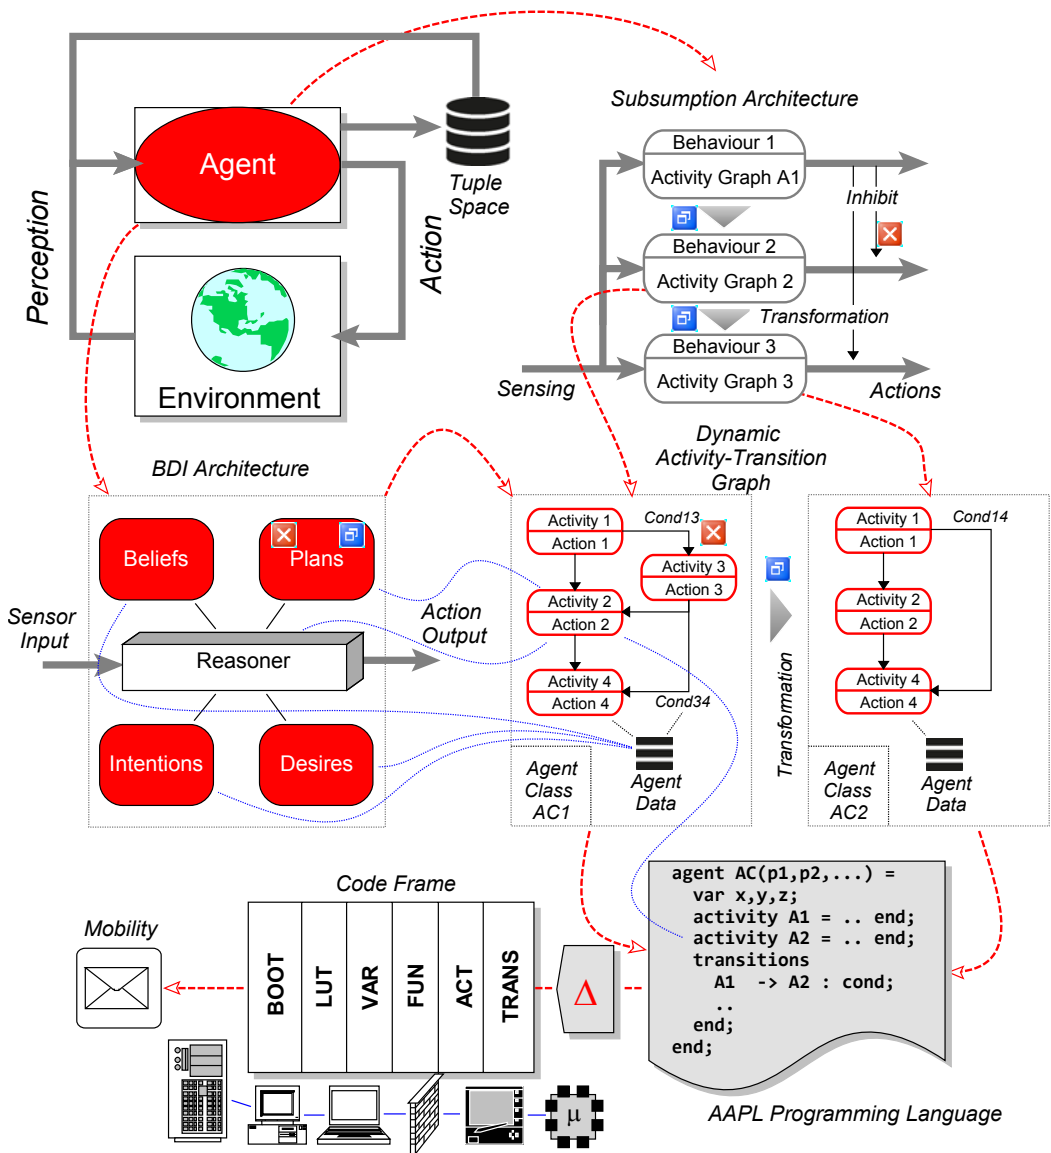 Agent
Tuple
Space
Perception
Action
Environment
Subsumption Architecture
Behaviour 1
Activity Graph A1
Inhibit
Behaviour 2
Activity Graph 2
Transformation
Behaviour 3
Activity Graph 3
Sensing
Actions
BDI Architecture
Beliefs
Plans
Sensor
Input
Reasoner
Action
Output
Intentions
Desires
Dynamic
Activity-Transition
Graph
Activity 1
Action 1
Cond13
Activity 3
Action 3
Activity 2
Action 2
Activity 4
Action 4
Cond34
Agent
Class
AC1
Agent
Data
Transformation
Activity 1
Action 1
Cond14
Activity 2
Action 2
Activity 4
Action 4
Agent
Class
AC2
Agent
Data
Code Frame
Mobility
BOOT
LUT
VAR
FUN
ACT
TRANS
Δ
agent AC(p1,p2,...) =
var x,y,z;
activity A1 = .. end;
activity A2 = .. end;
transitions
A1 -> A2 : cond;
..
end;
end;
μ
AAPL Programming Language